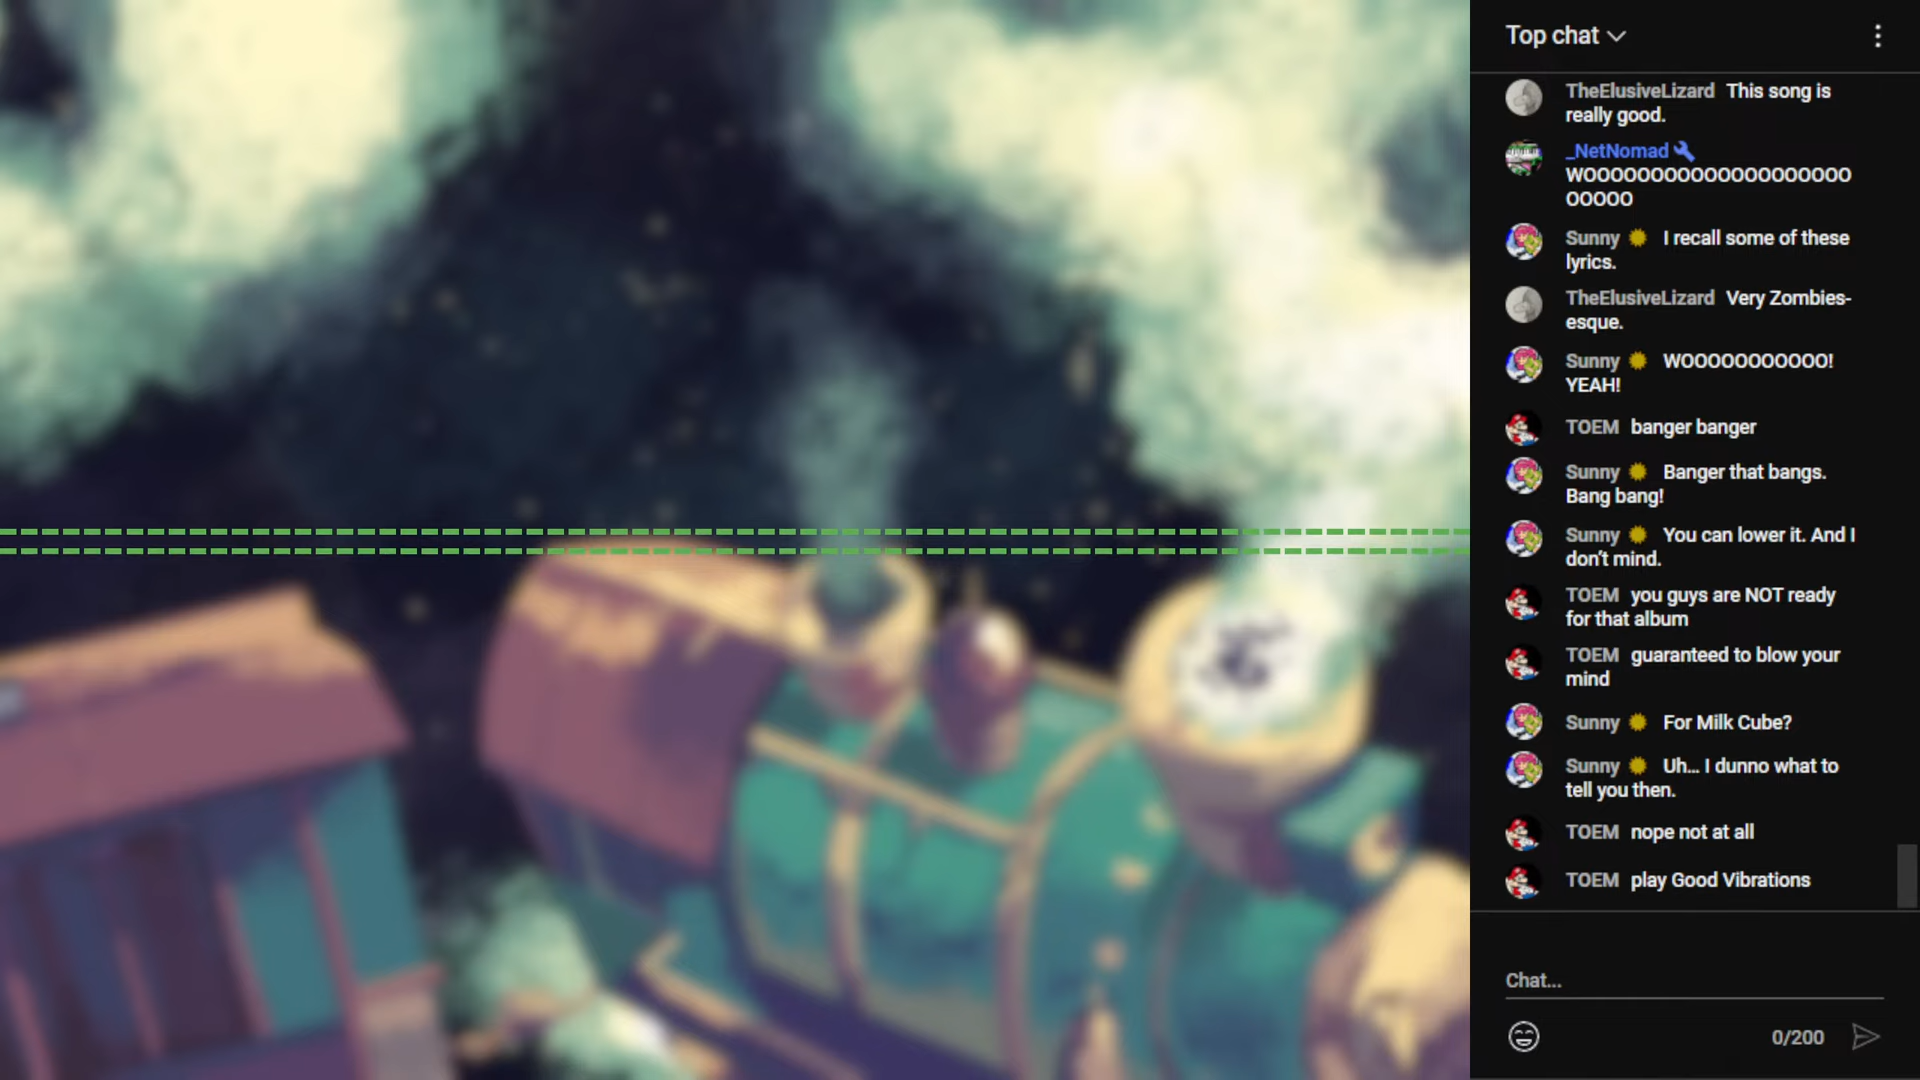 Top chat
TheElusiveLizard This song is
really good.
_NetNomad
WOOOOOOOOOOOOOOOOOOOO
OOOOO
Sunny I recall some of these
lyrics.
TheElusiveLizard Very Zombies-
esque.
Sunny WOOOOOOOOOOO!
YEAH!
TOEM banger banger
Sunny Banger that bangs.
Bang bang!
Sunny You can lower it. And I
don't mind.
TOEM you guys are NOT ready
for that album
TOEM guaranteed to blow your
mind
Sunny For Milk Cube?
Sunny Uh... I dunno what to
tell you then.
TOEM nope not at all
TOEM play Good Vibrations
Chat...
0/200